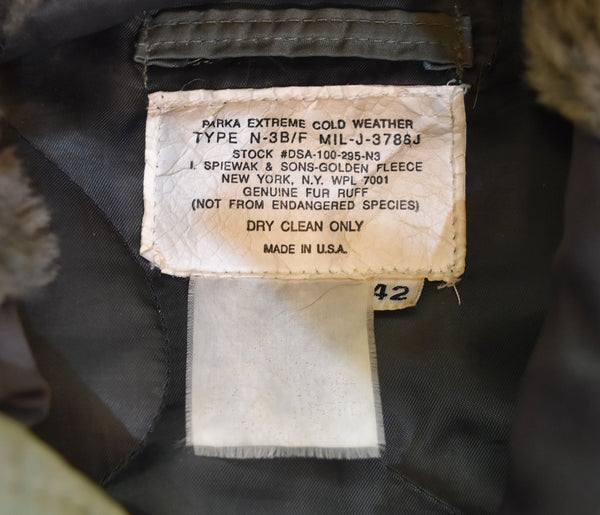 PARKA EXTREME COLD WEATHER
TYPE N-3B/F MIL-J-3786J
STOCK #DSA-100-295-N3
I. SPIEWAK & SONS-GOLDEN FLEECE
NEW YORK, N.Y. WPL 7001
GENUINE FUR RUFF
(NOT FROM ENDANGERED SPECIES)
DRY CLEAN ONLY
MADE IN U.S.A.
42